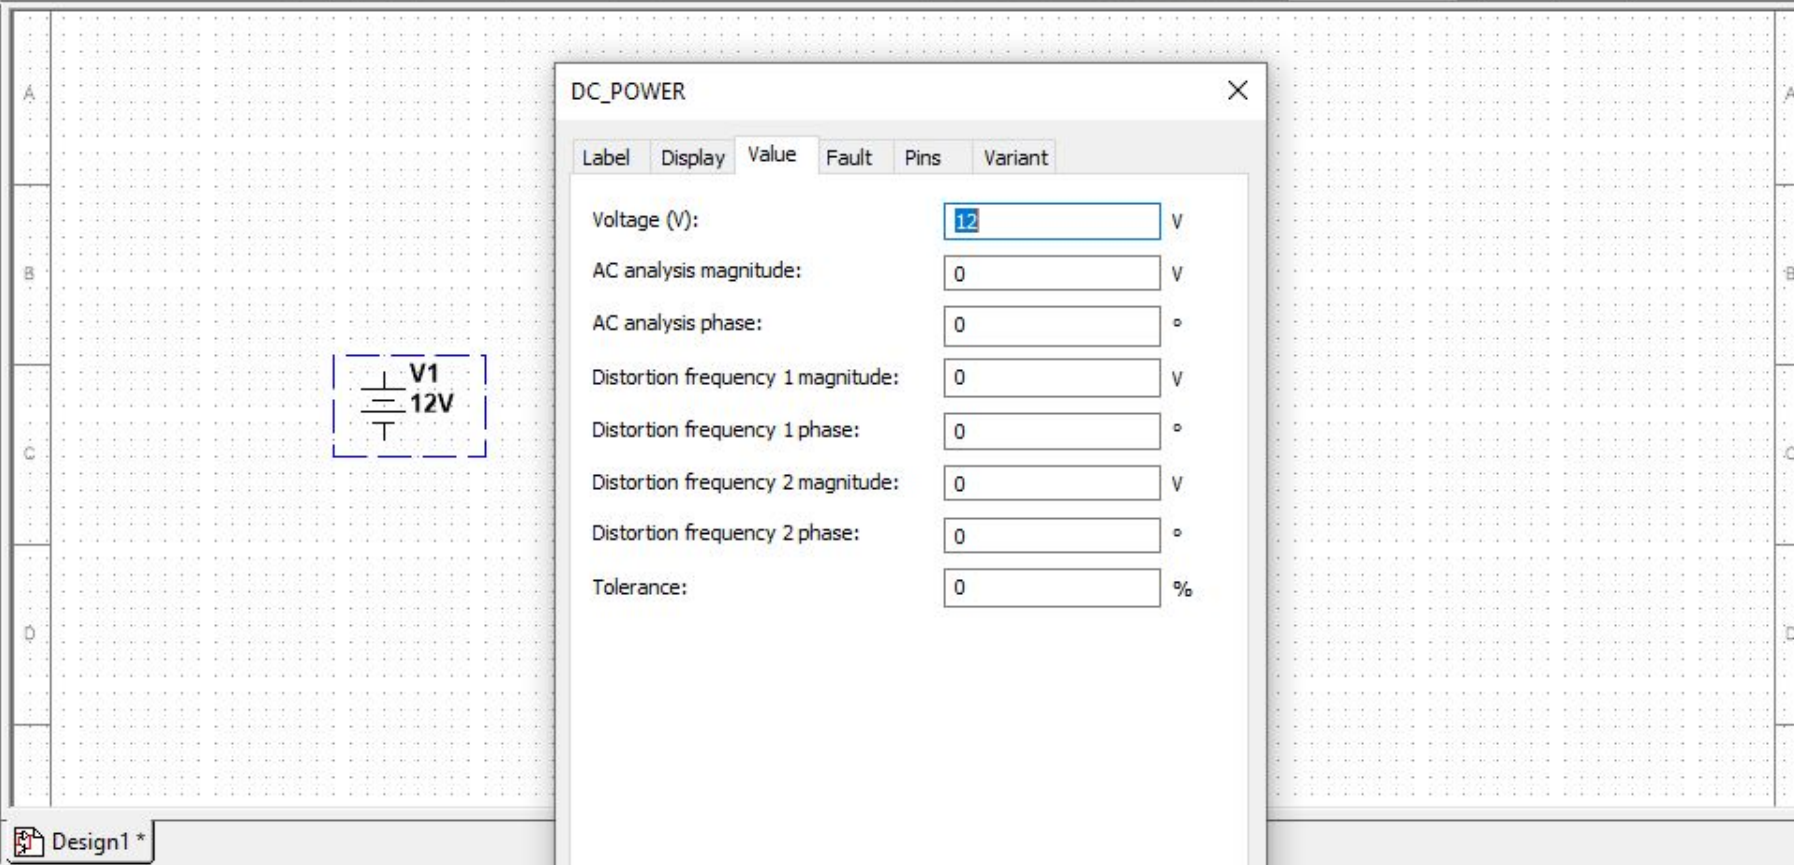 DC_POWER
Label Display Value Fault Pins Variant
A A
Voltage (V): 12 V
B AC analysis magnitude: 0 V B
AC analysis phase: 0 °
V1
12V
Distortion frequency 1 magnitude: 0 V
Distortion frequency 1 phase: 0 °
C C
Distortion frequency 2 magnitude: 0 V
Distortion frequency 2 phase: 0 °
Tolerance: 0 %
D D
Design1 *